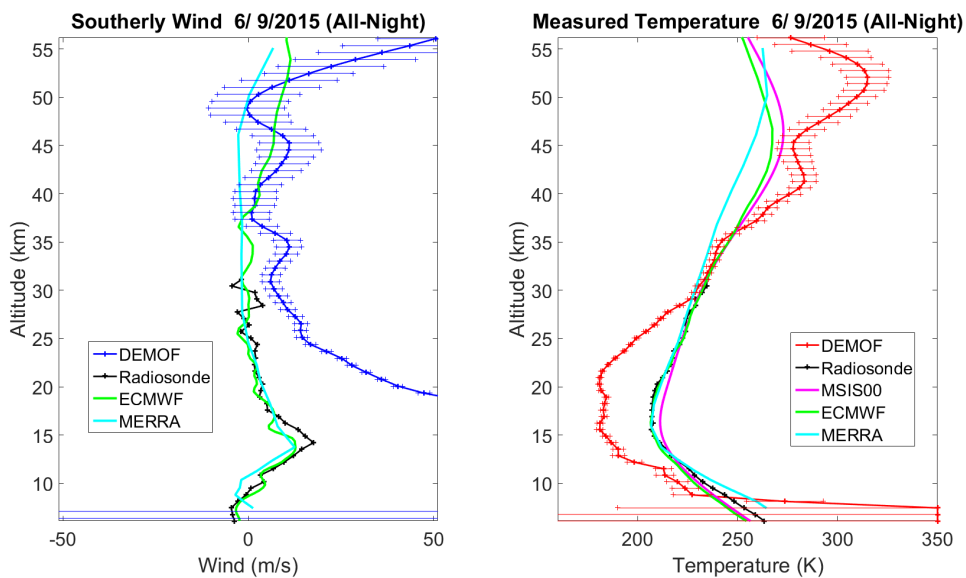 Southerly Wind  6/ 9/2015 (All-Night)
Altitude (km)
55
50
45
40
35
30
25
20
15
10
DEMOF
Radiosonde
ECMWF
MERRA
-50
0
50
Wind (m/s)
Measured Temperature  6/ 9/2015 (All-Night)
Altitude (km)
55
50
45
40
35
30
25
20
15
10
DEMOF
Radiosonde
MSIS00
ECMWF
MERRA
200
250
300
350
Temperature (K)